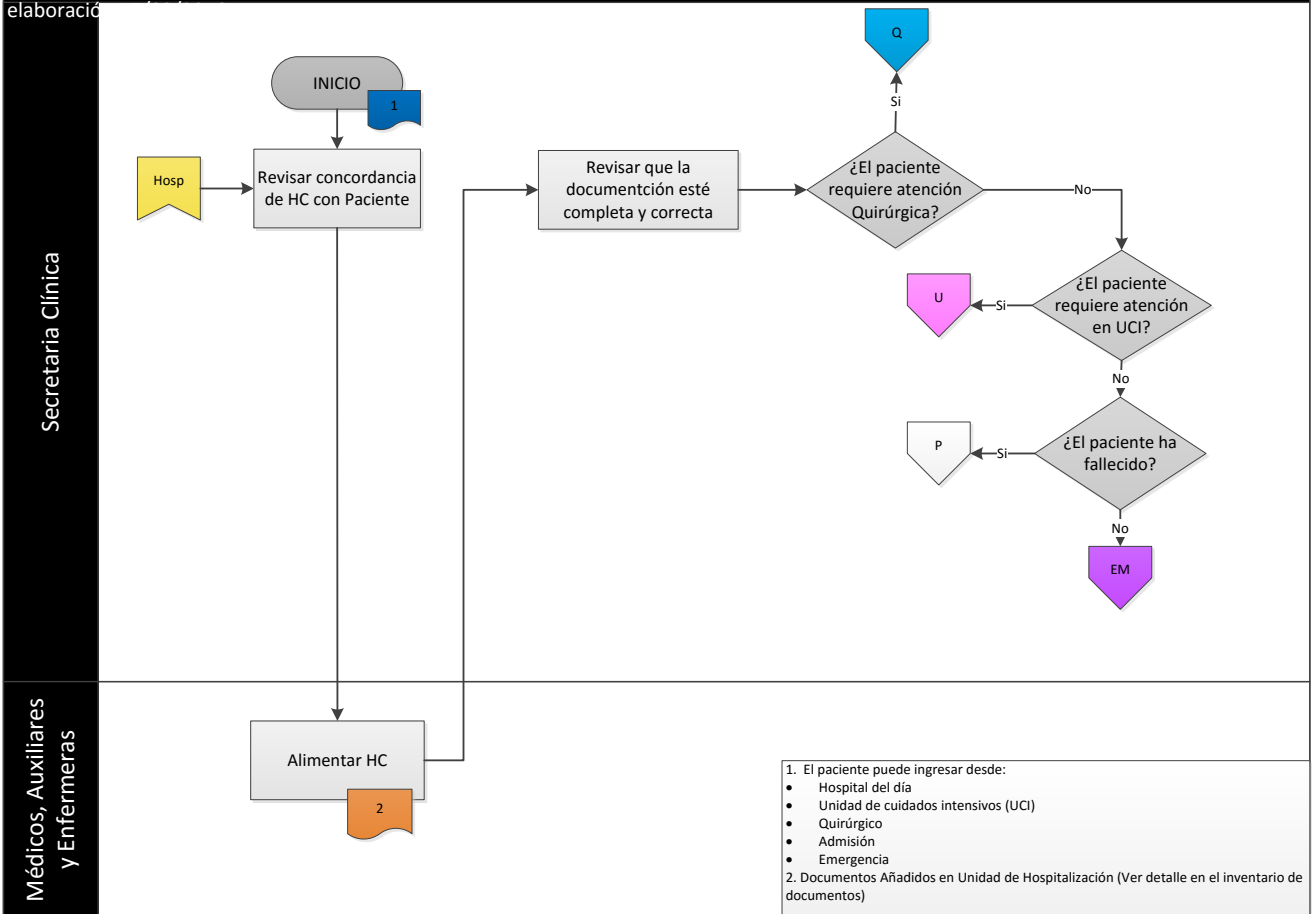 elaboració
Q
INICIO
1
Si
Hosp
Revisar concordancia
de HC con Paciente
Revisar que la
documentción esté
completa y correcta
¿El paciente
requiere atención
Quirúrgica?
No
Secretaria Clínica
U
Si
¿El paciente
requiere atención
en UCI?
No
P
Si
¿El paciente ha
fallecido?
No
EM
Médicos, Auxiliares
y Enfermeras
Alimentar HC
2
1. El paciente puede ingresar desde:
• Hospital del día
• Unidad de cuidados intensivos (UCI)
• Quirúrgico
• Admisión
• Emergencia
2. Documentos Añadidos en Unidad de Hospitalización (Ver detalle en el inventario de
documentos)